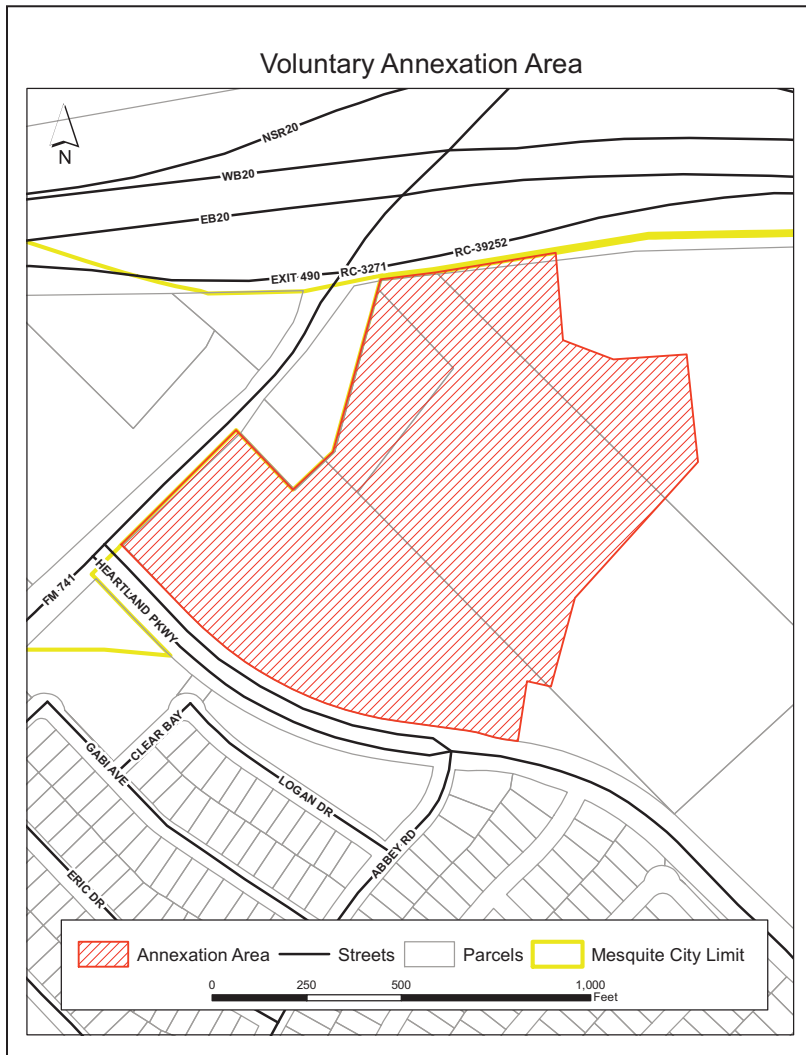 Voluntary Annexation Area
N
NSR20
WB20
EB20
EXIT 490
RC-3271
RC-39252
FM 741
HEARTLAND PKWY
CLEAR BAY
GABI AVE
LOGAN DR
ABBEY RD
ERIC DR
Annexation Area
Streets
Parcels
Mesquite City Limit
0 250 500 1,000
Feet